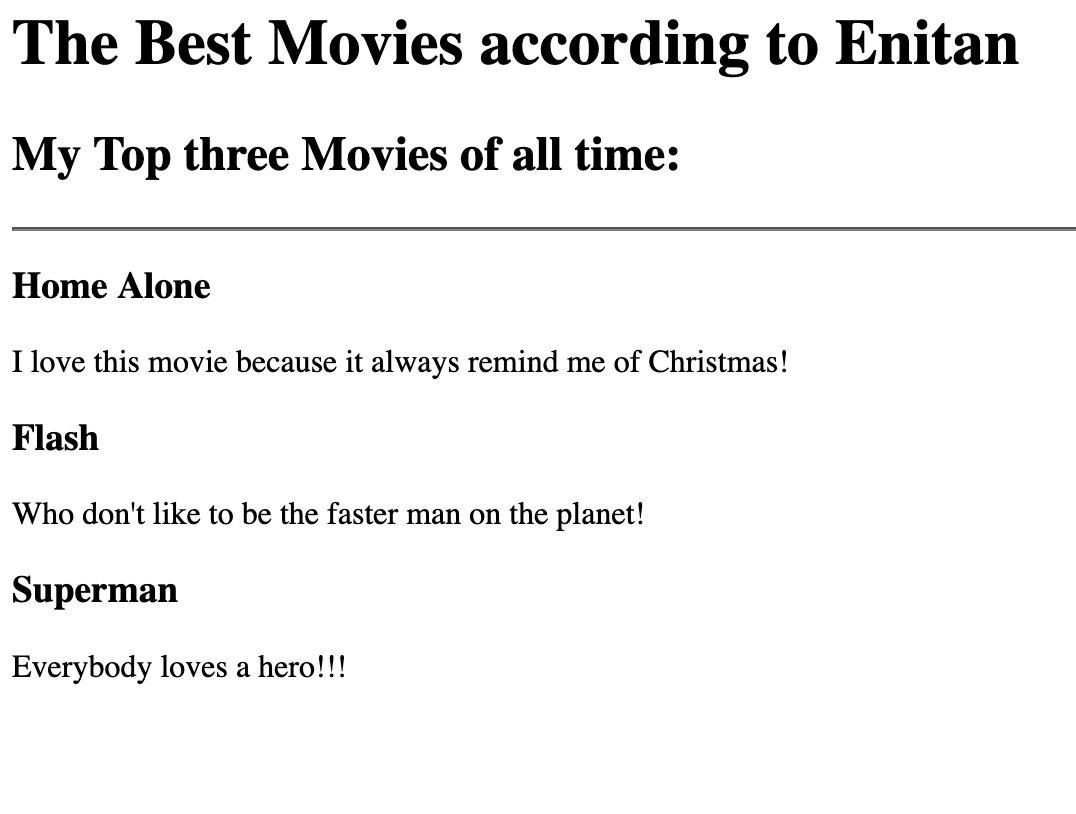 The Best Movies according to Enitan
My Top three Movies of all time:
Home Alone
I love this movie because it always remind me of Christmas!
Flash
Who don't like to be the faster man on the planet!
Superman
Everybody loves a hero!!!